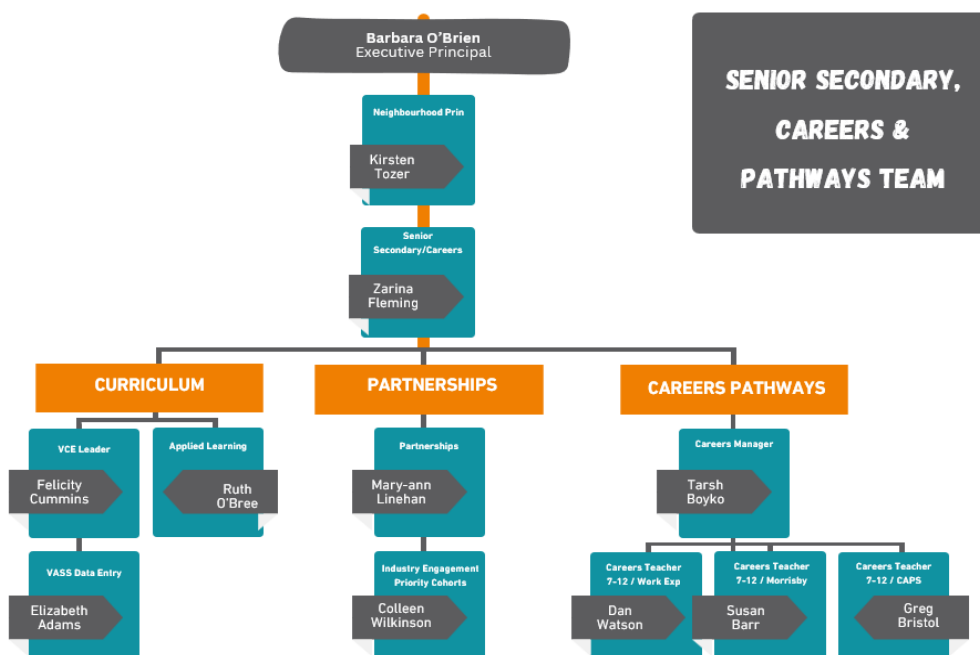 Barbara O'Brien
Executive Principal
SENIOR SECONDARY,
CAREERS &
PATHWAYS TEAM
Neighbourhood Prin
Kirsten
Tozer
Senior
Secondary/Careers
Zarina
Fleming
CURRICULUM
PARTNERSHIPS
CAREERS PATHWAYS
VCE Leader
Felicity
Cummins
Applied Learning
Ruth
O'Bree
Partnerships
Mary-ann
Linehan
Careers Manager
Tarsh
Boyko
VASS Data Entry
Elizabeth
Adams
Industry Engagement
Priority Cohorts
Colleen
Wilkinson
Careers Teacher
7-12 / Work Exp
Dan
Watson
Careers Teacher
7-12 / Morrisby
Susan
Barr
Careers Teacher
7-12 / CAPS
Greg
Bristol